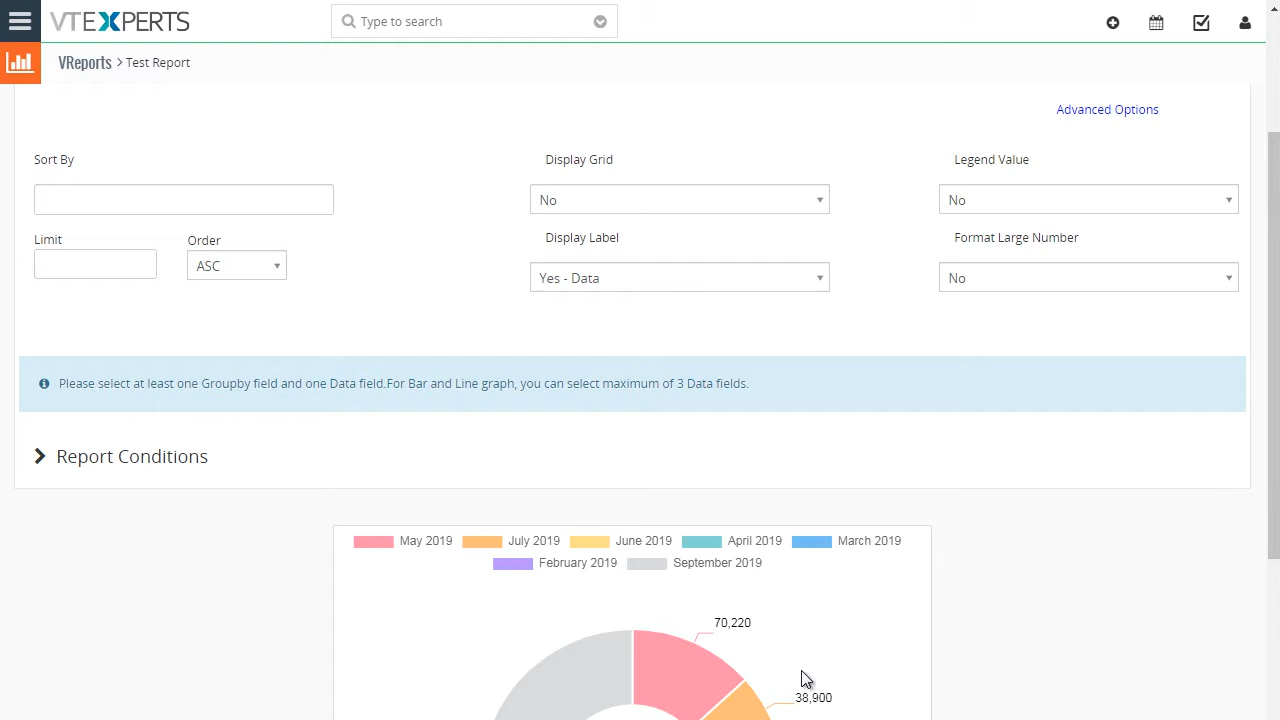 VTEXPERTS
Type to search
VReports > Test Report
Advanced Options
Sort By
Display Grid
Legend Value
No
No
Limit
Order
Display Label
Format Large Number
ASC
Yes - Data
No
Please select at least one Groupby field and one Data field.For Bar and Line graph, you can select maximum of 3 Data fields.
Report Conditions
May 2019
July 2019
June 2019
April 2019
March 2019
February 2019
September 2019
70,220
38,900